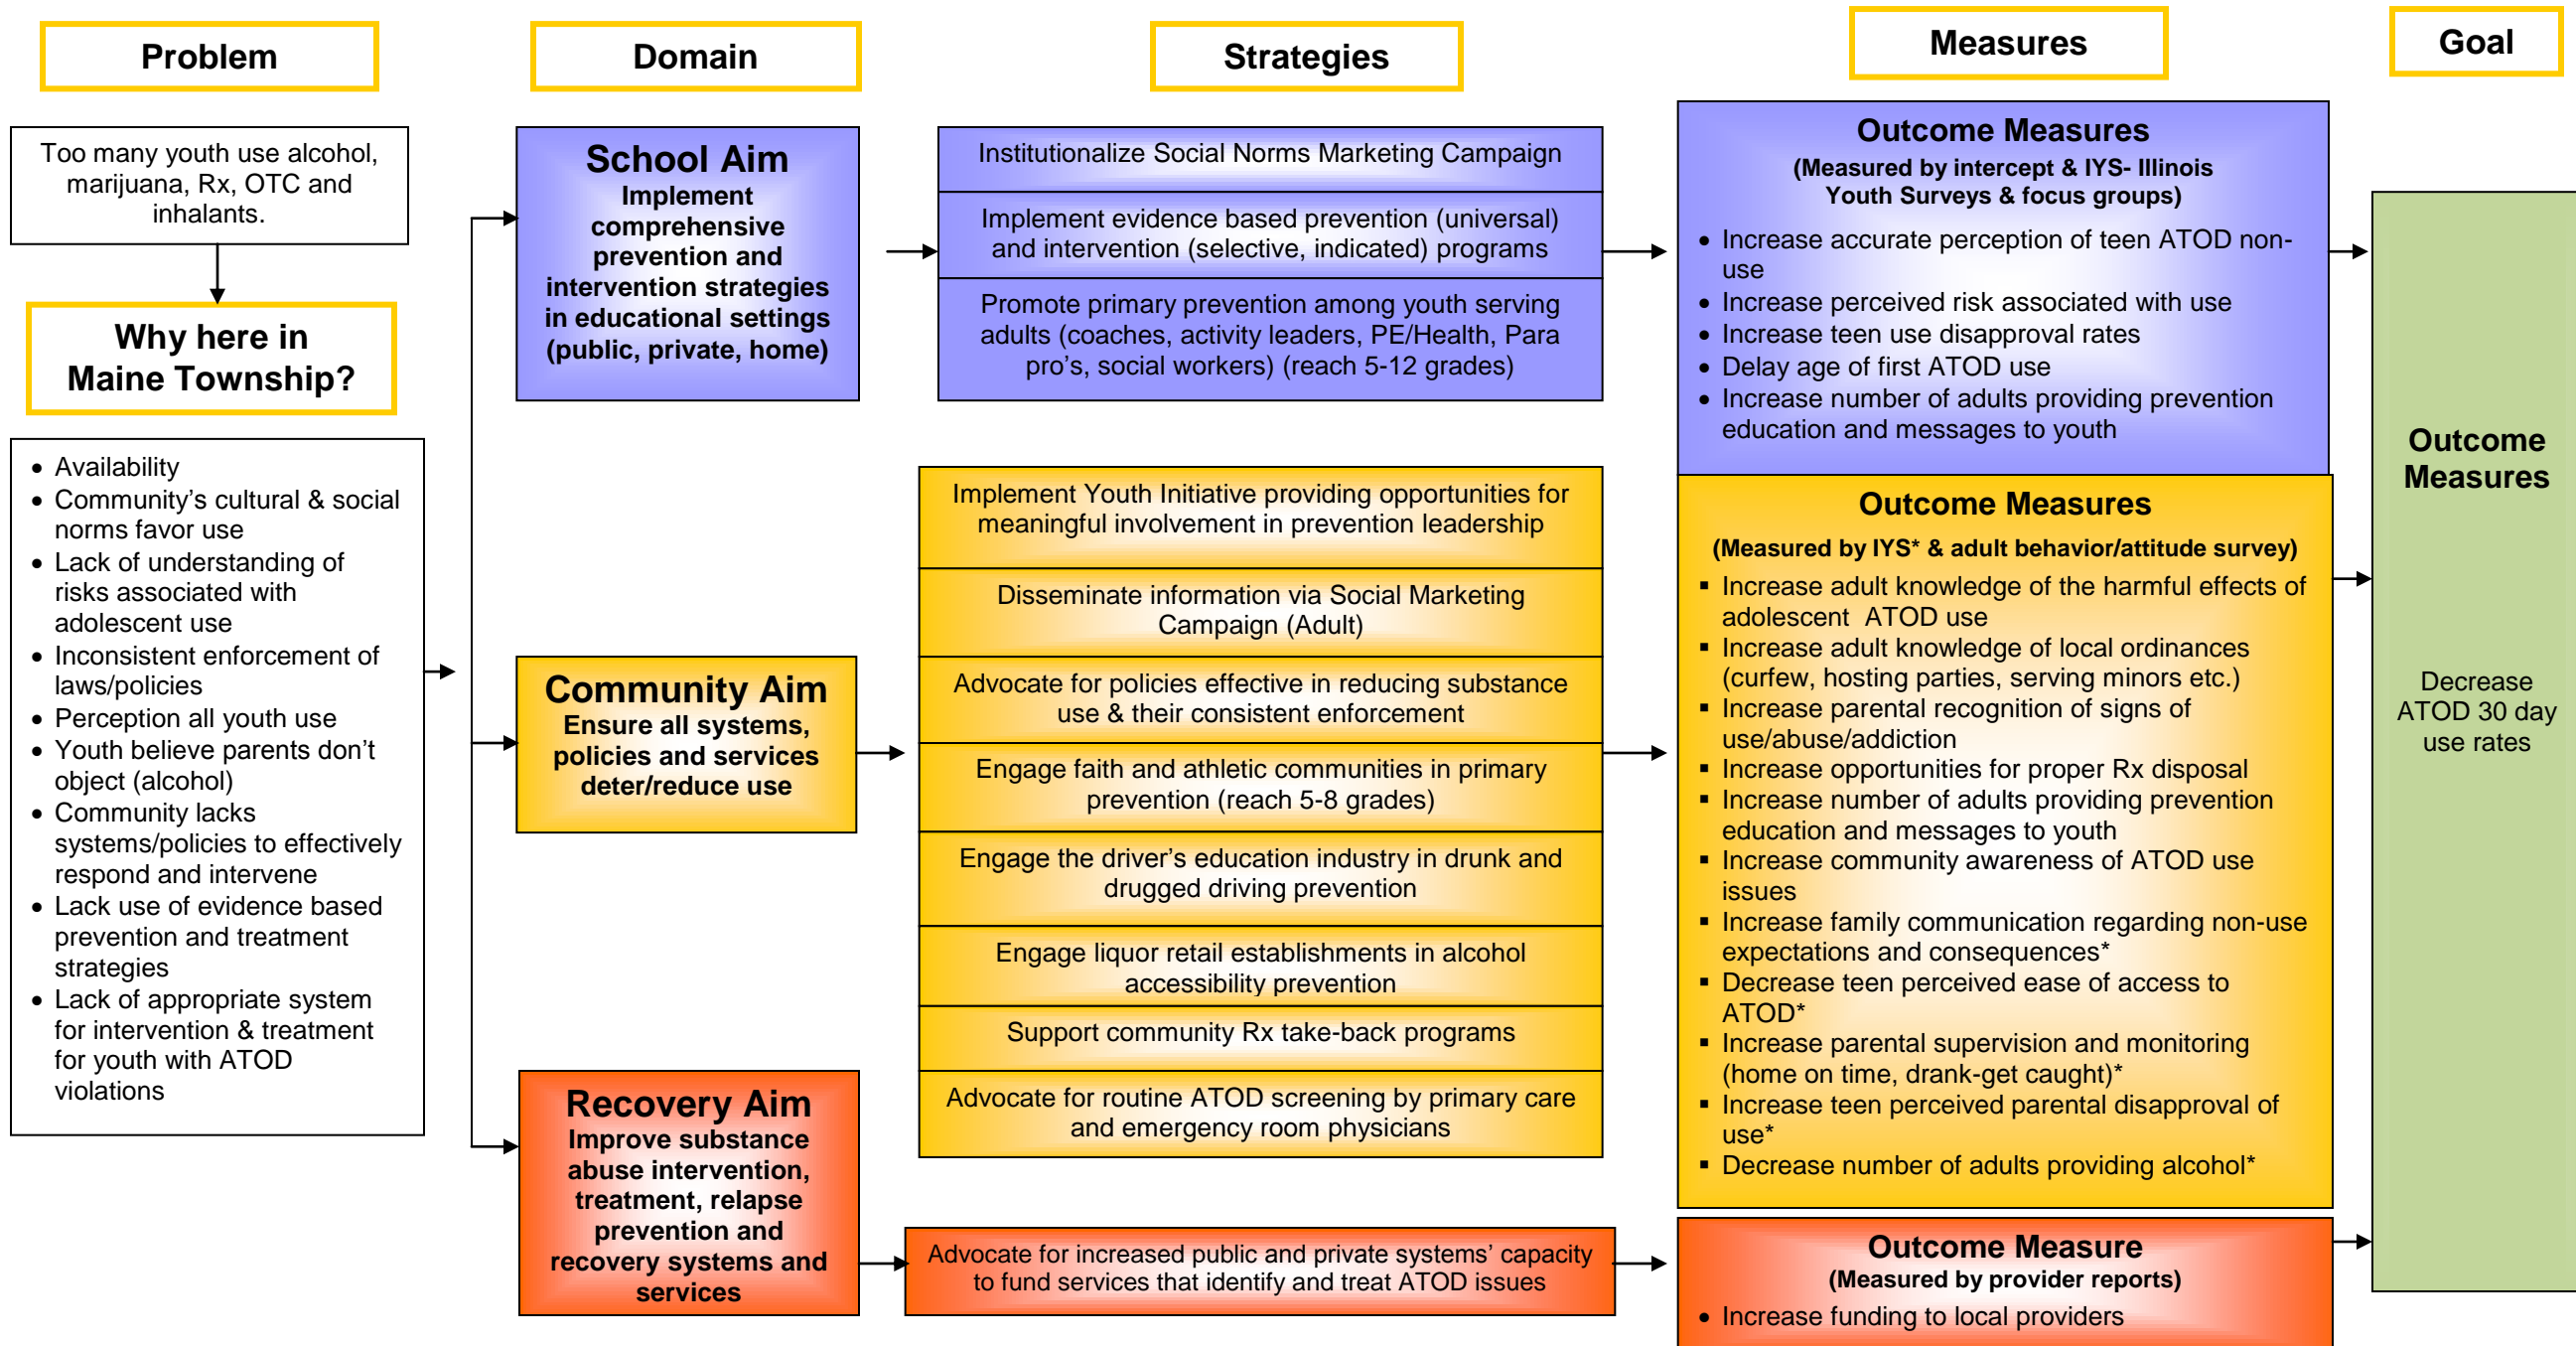 Problem
Domain
Strategies
Measures
Goal
Too many youth use alcohol,
marijuana, Rx, OTC and
inhalants.
Why here in
Maine Township?
• Availability
• Community's cultural & social
norms favor use
• Lack of understanding of
risks associated with
adolescent use
• Inconsistent enforcement of
laws/policies
• Perception all youth use
• Youth believe parents don't
object (alcohol)
• Community lacks
systems/policies to effectively
respond and intervene
• Lack use of evidence based
prevention and treatment
strategies
• Lack of appropriate system
for intervention & treatment
for youth with ATOD
violations
School Aim
Implement
comprehensive
prevention and
intervention strategies
in educational settings
(public, private, home)
Community Aim
Ensure all systems,
policies and services
deter/reduce use
Recovery Aim
Improve substance
abuse intervention,
treatment, relapse
prevention and
recovery systems and
services
Institutionalize Social Norms Marketing Campaign
Implement evidence based prevention (universal)
and intervention (selective, indicated) programs
Promote primary prevention among youth serving
adults (coaches, activity leaders, PE/Health, Para
pro's, social workers) (reach 5-12 grades)
Implement Youth Initiative providing opportunities for
meaningful involvement in prevention leadership
Disseminate information via Social Marketing
Campaign (Adult)
Advocate for policies effective in reducing substance
use & their consistent enforcement
Engage faith and athletic communities in primary
prevention (reach 5-8 grades)
Engage the driver's education industry in drunk and
drugged driving prevention
Engage liquor retail establishments in alcohol
accessibility prevention
Support community Rx take-back programs
Advocate for routine ATOD screening by primary care
and emergency room physicians
Advocate for increased public and private systems' capacity
to fund services that identify and treat ATOD issues
Outcome Measures
(Measured by intercept & IYS- Illinois
Youth Surveys & focus groups)
• Increase accurate perception of teen ATOD non-
use
• Increase perceived risk associated with use
• Increase teen use disapproval rates
• Delay age of first ATOD use
• Increase number of adults providing prevention
education and messages to youth
Outcome Measures
(Measured by IYS* & adult behavior/attitude survey)
▪ Increase adult knowledge of the harmful effects of
adolescent ATOD use
▪ Increase adult knowledge of local ordinances
(curfew, hosting parties, serving minors etc.)
▪ Increase parental recognition of signs of
use/abuse/addiction
▪ Increase opportunities for proper Rx disposal
▪ Increase number of adults providing prevention
education and messages to youth
▪ Increase community awareness of ATOD use
issues
▪ Increase family communication regarding non-use
expectations and consequences*
▪ Decrease teen perceived ease of access to
ATOD*
▪ Increase parental supervision and monitoring
(home on time, drank-get caught)*
▪ Increase teen perceived parental disapproval of
use*
▪ Decrease number of adults providing alcohol*
Outcome Measure
(Measured by provider reports)
• Increase funding to local providers
Outcome
Measures
Decrease
ATOD 30 day
use rates